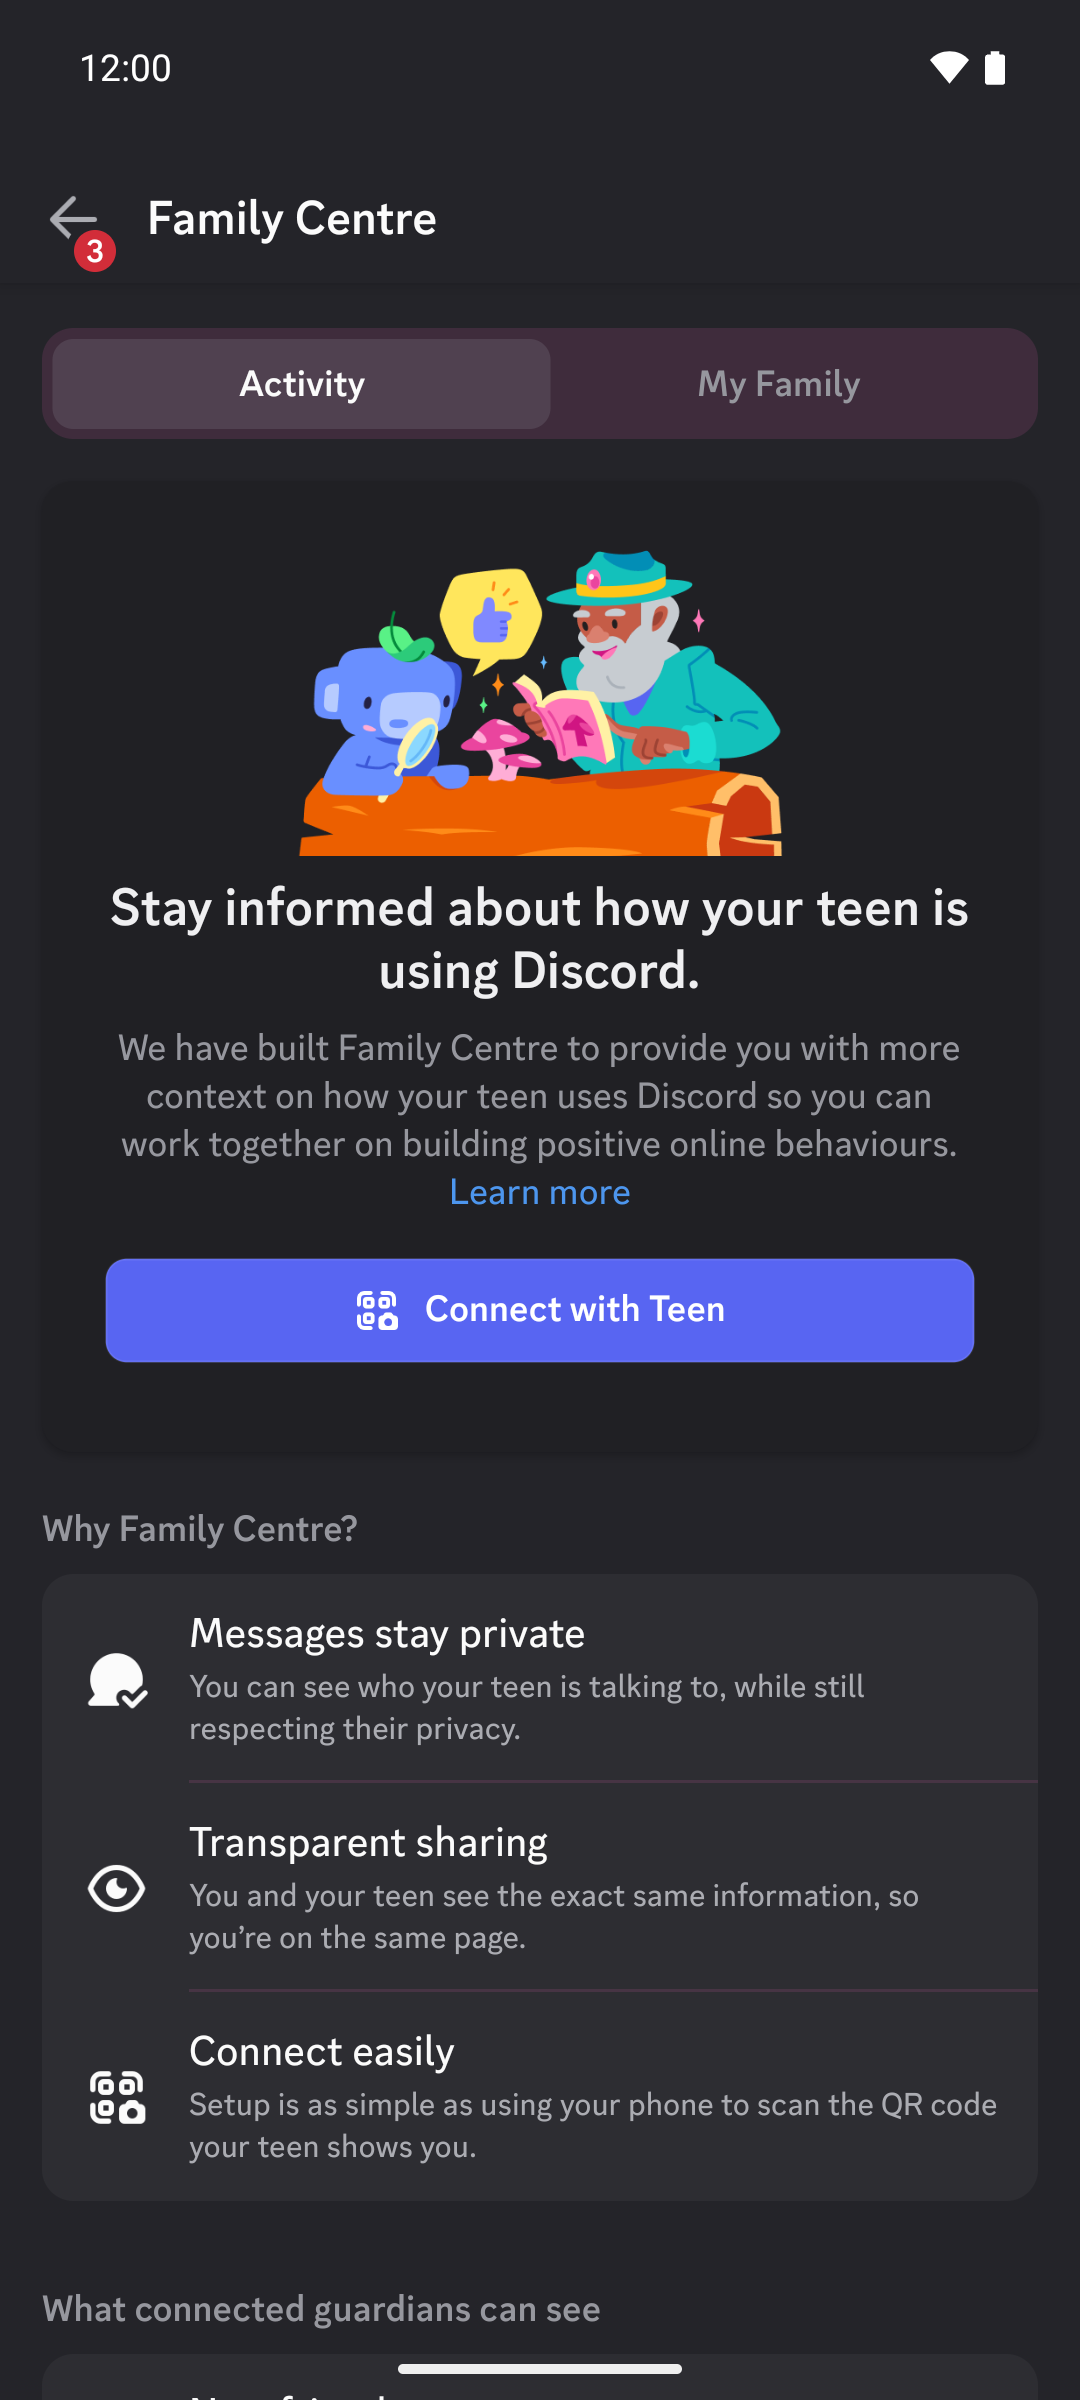 12:00
3
Family Centre
Activity
My Family
Stay informed about how your teen is
using Discord.
We have built Family Centre to provide you with more
context on how your teen uses Discord so you can
work together on building positive online behaviours.
Learn more
Connect with Teen
Why Family Centre?
Messages stay private
You can see who your teen is talking to, while still
respecting their privacy.
Transparent sharing
You and your teen see the exact same information, so
you’re on the same page.
Connect easily
Setup is as simple as using your phone to scan the QR code
your teen shows you.
What connected guardians can see